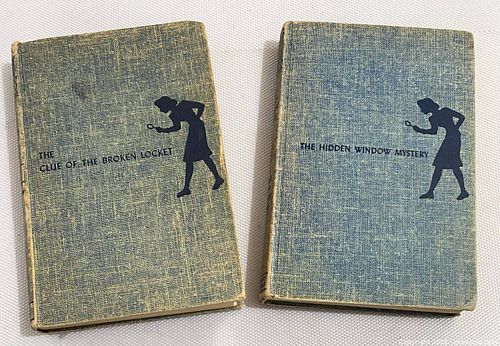 THE
CLUE OF THE BROKEN LOCKET
THE HIDDEN WINDOW MYSTERY